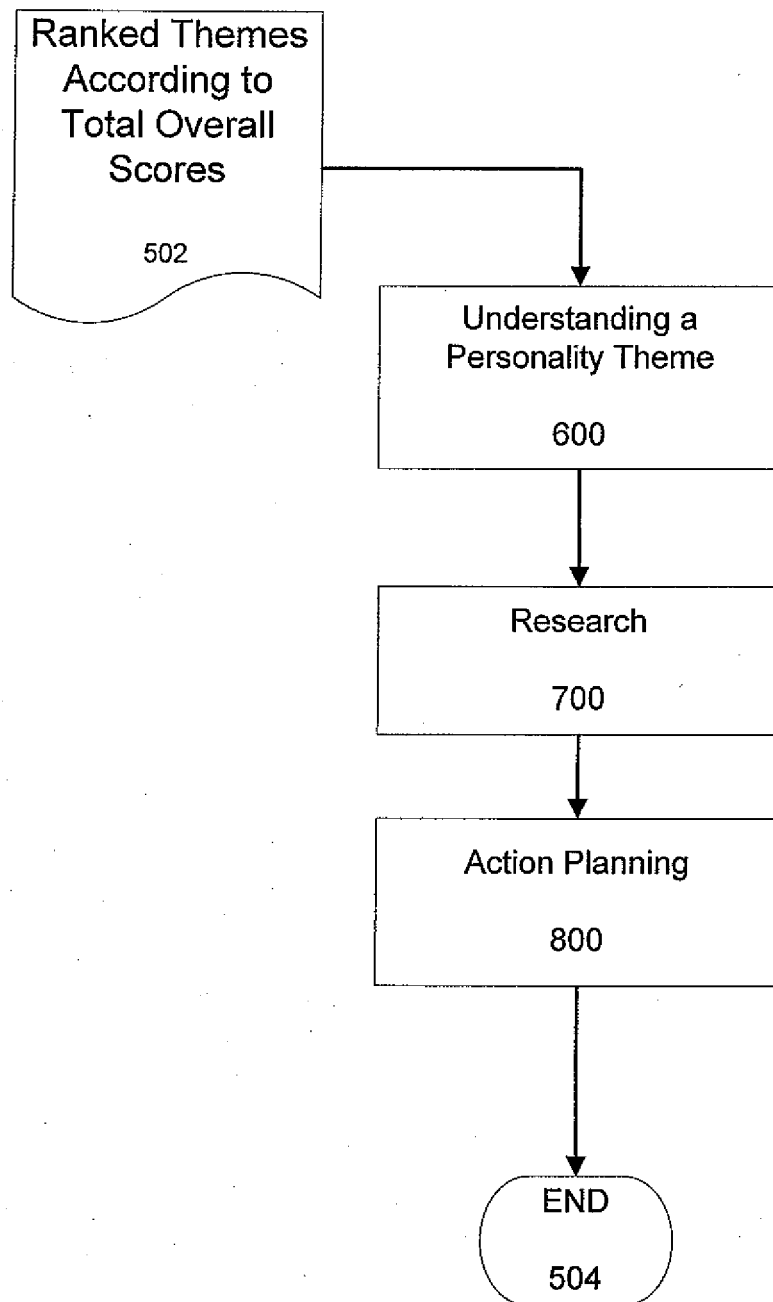 Ranked Themes
According to
Total Overall
Scores
502
Understanding a
Personality Theme
600
Research
700
Action Planning
800
END
504